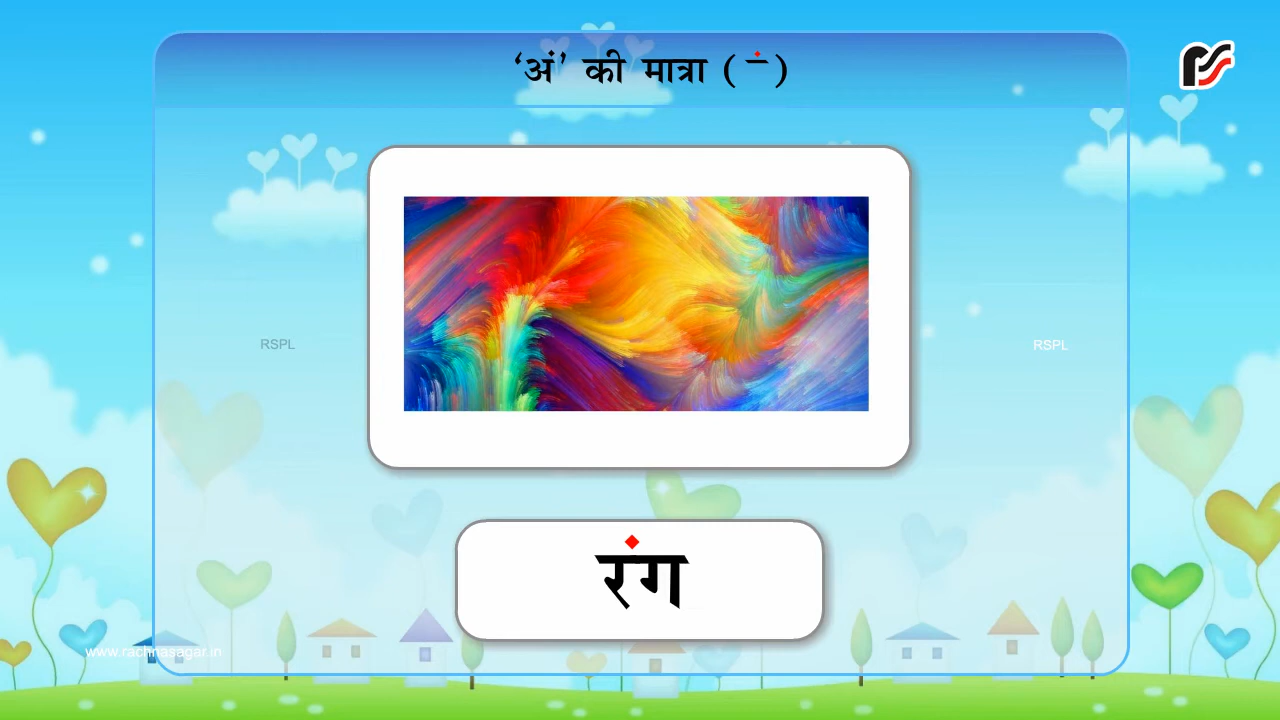 ‘अं’ की मात्रा ( ं )
RSPL
RSPL
रंग
www.rachnasagar.in